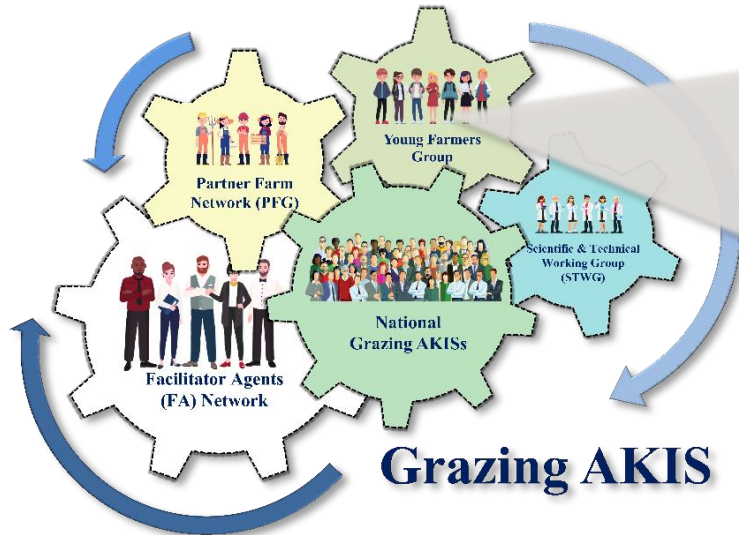 Young Farmers
Group
Partner Farm
Network (PFG)
Scientific & Technical
Working Group
(STWG)
National
Grazing AKISs
Facilitator Agents
(FA) Network
Grazing AKIS